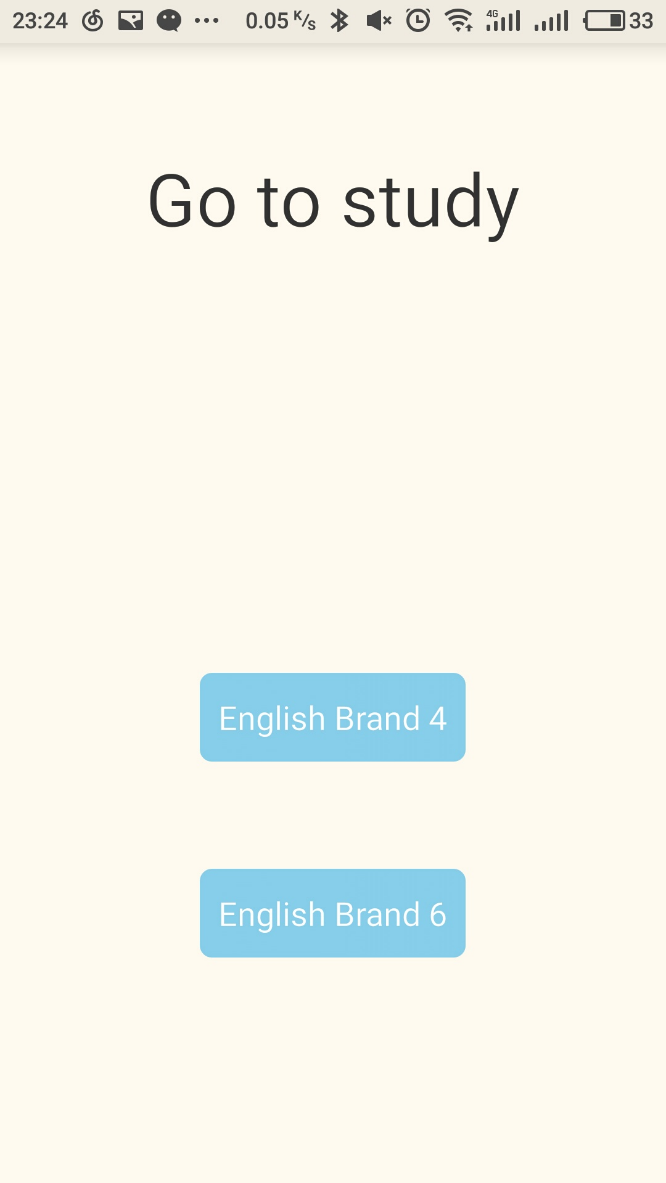 23:24 0.05 K/s 4G 33
Go to study
English Brand 4
English Brand 6